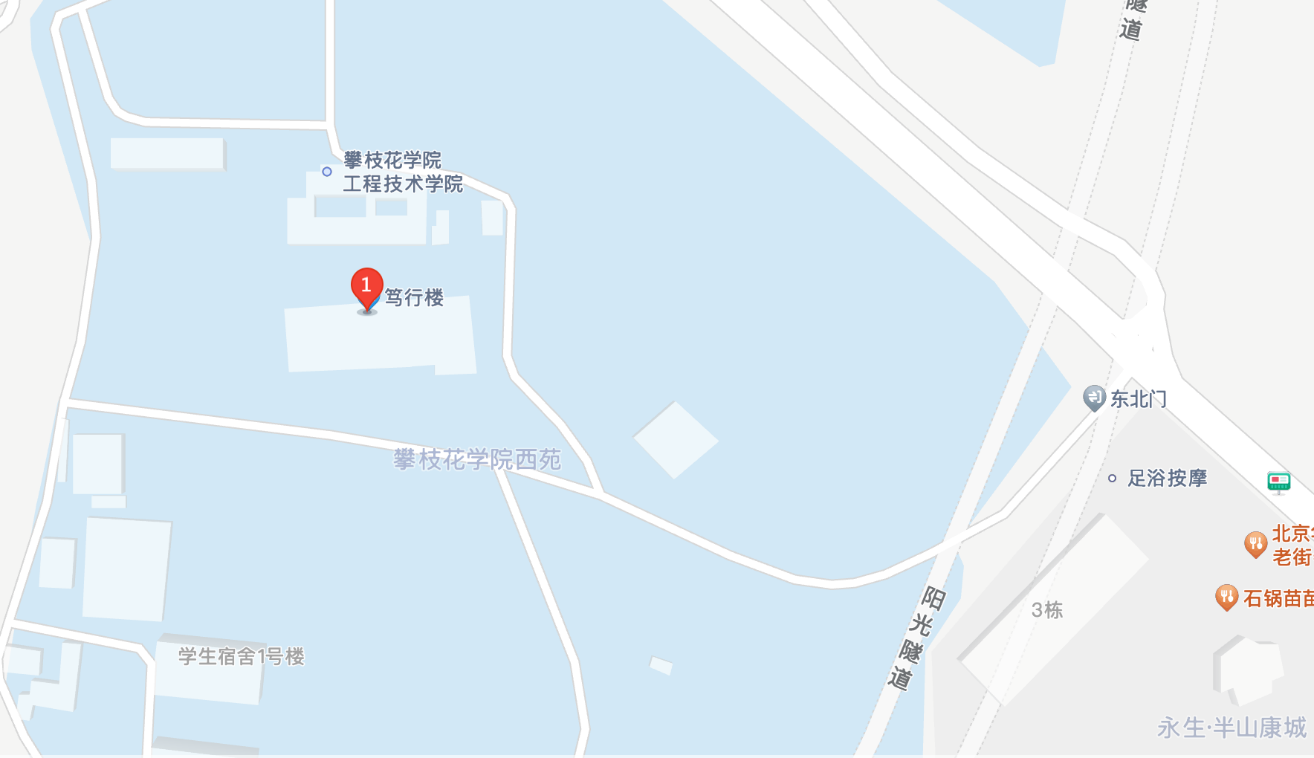 隧
道
攀枝花学院
工程技术学院
1
笃行楼
东北门
攀枝花学院西苑
足浴按摩
北京
老街
石锅苗
阳
光
隧
道
3栋
学生宿舍1号楼
永生·半山康城